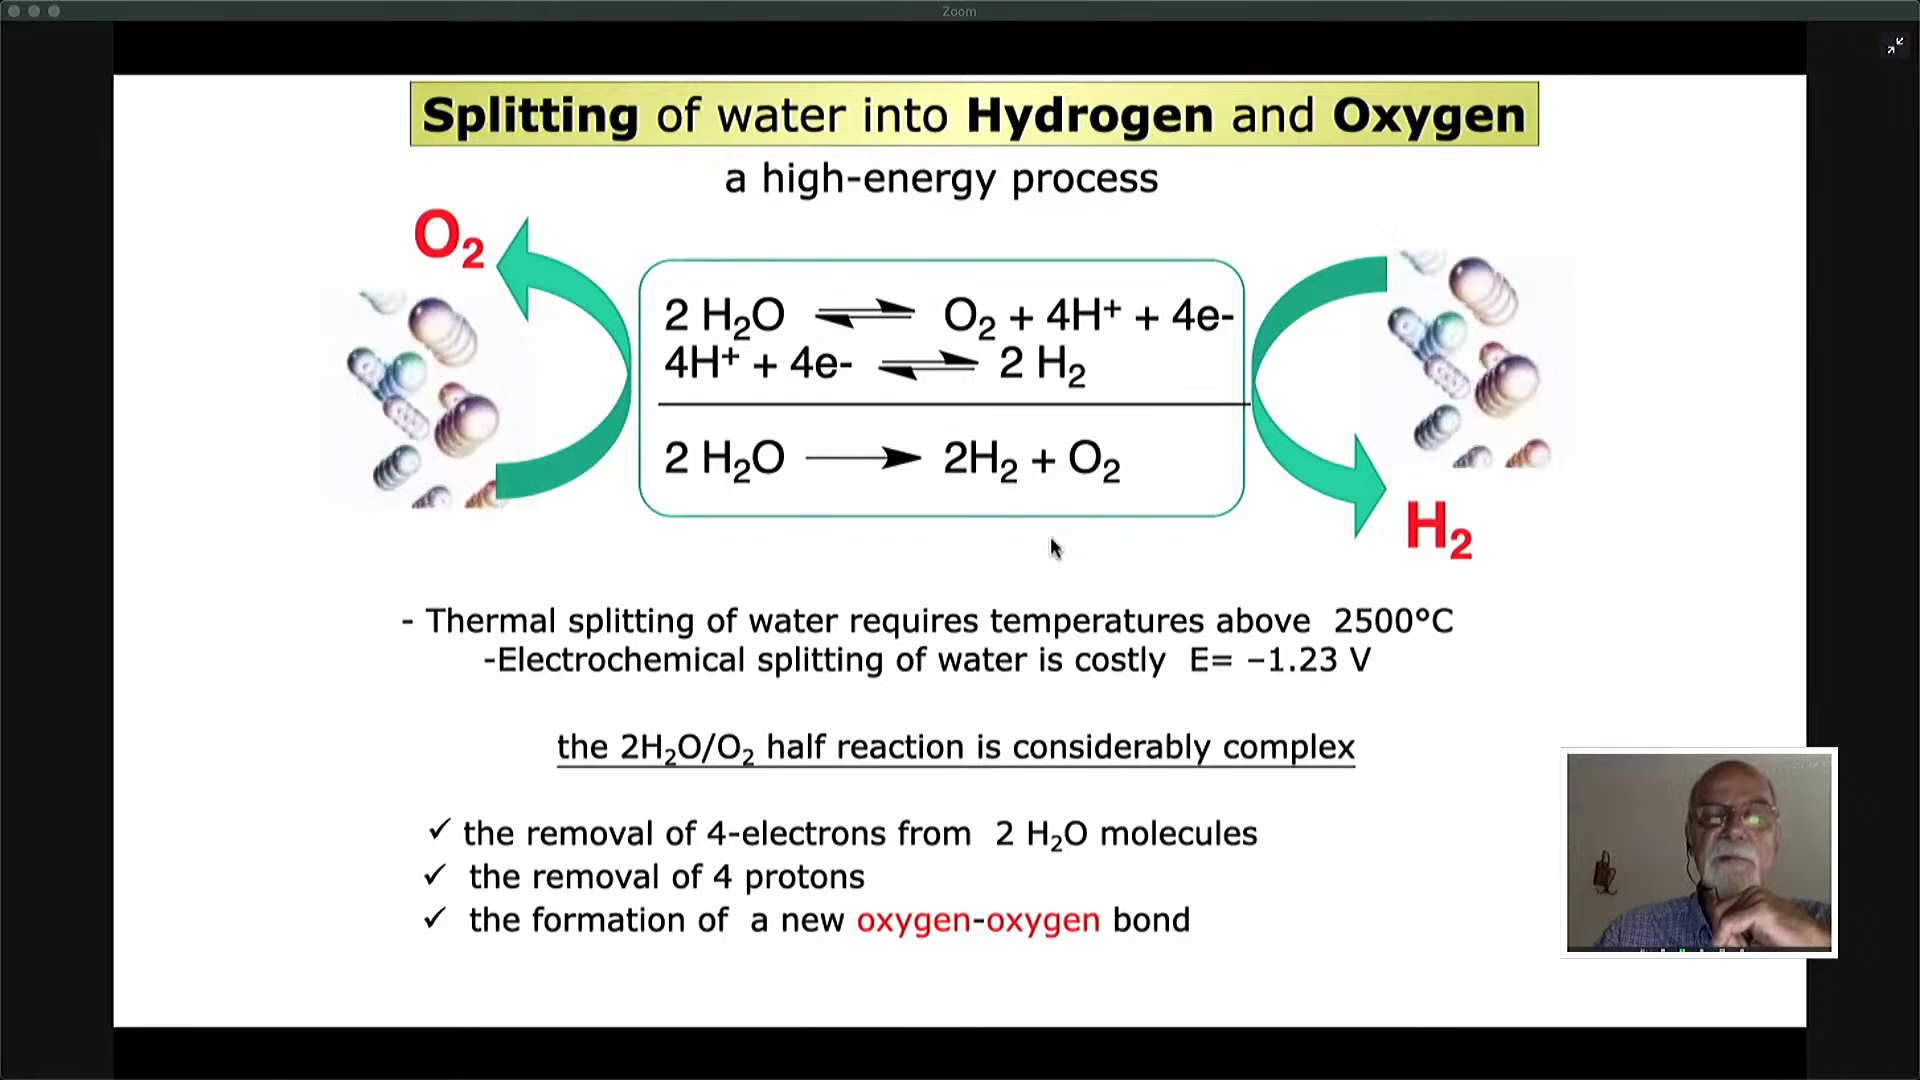 Zoom
Splitting of water into Hydrogen and Oxygen
a high-energy process
O₂
2 H₂O ⇌ O₂ + 4H⁺ + 4e-
4H⁺ + 4e- ⇌ 2 H₂
2 H₂O → 2H₂ + O₂
H₂
- Thermal splitting of water requires temperatures above 2500°C
-Electrochemical splitting of water is costly E= –1.23 V
the 2H₂O/O₂ half reaction is considerably complex
✓ the removal of 4-electrons from 2 H₂O molecules
✓ the removal of 4 protons
✓ the formation of a new oxygen-oxygen bond